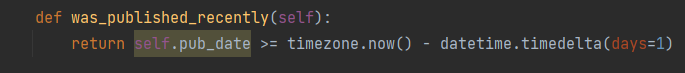 def was_published_recently(self):
    return self.pub_date >= timezone.now() - datetime.timedelta(days=1)